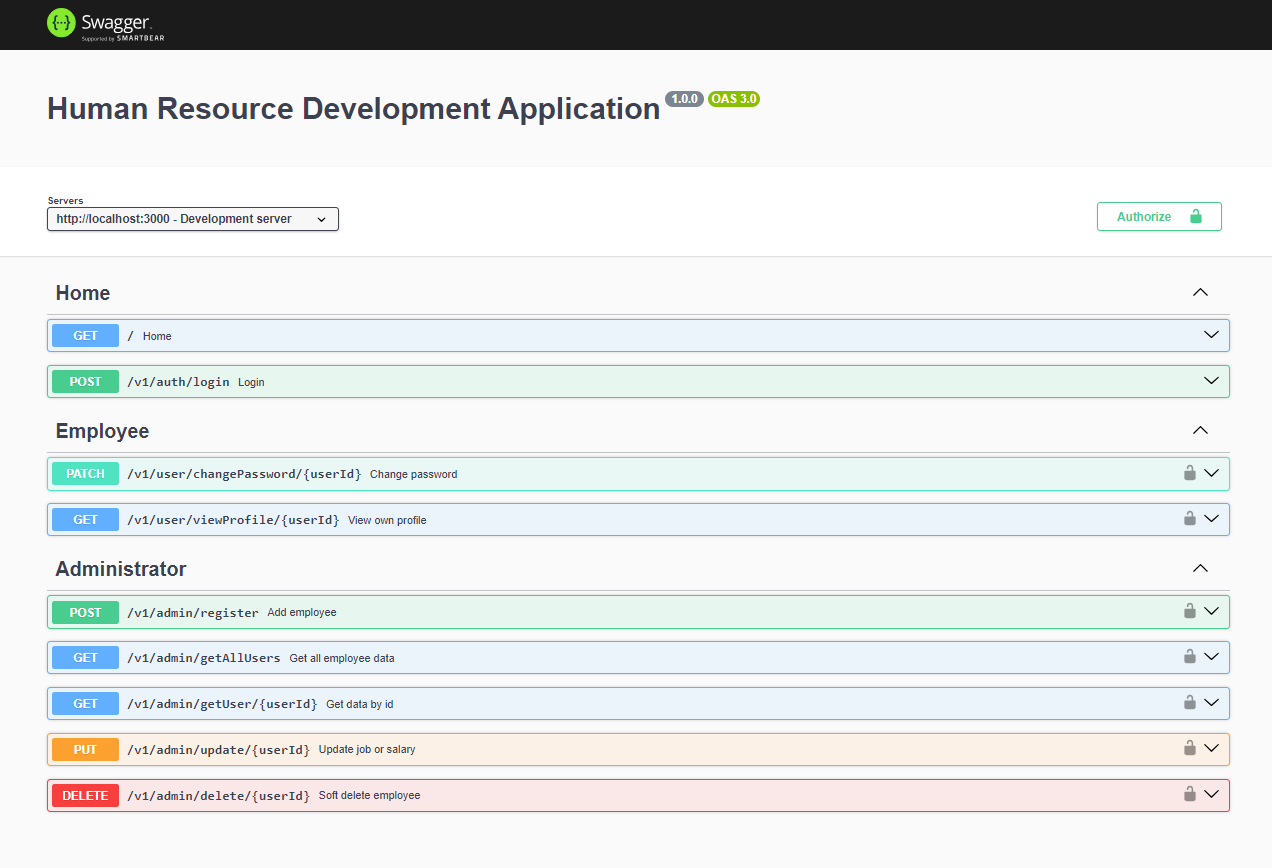 Swagger.
Supported by SMARTBEAR
Human Resource Development Application 1.0.0 OAS 3.0
Servers
http://localhost:3000 - Development server
Authorize
Home
GET / Home
POST /v1/auth/login Login
Employee
PATCH /v1/user/changePassword/{userId} Change password
GET /v1/user/viewProfile/{userId} View own profile
Administrator
POST /v1/admin/register Add employee
GET /v1/admin/getAllUsers Get all employee data
GET /v1/admin/getUser/{userId} Get data by id
PUT /v1/admin/update/{userId} Update job or salary
DELETE /v1/admin/delete/{userId} Soft delete employee